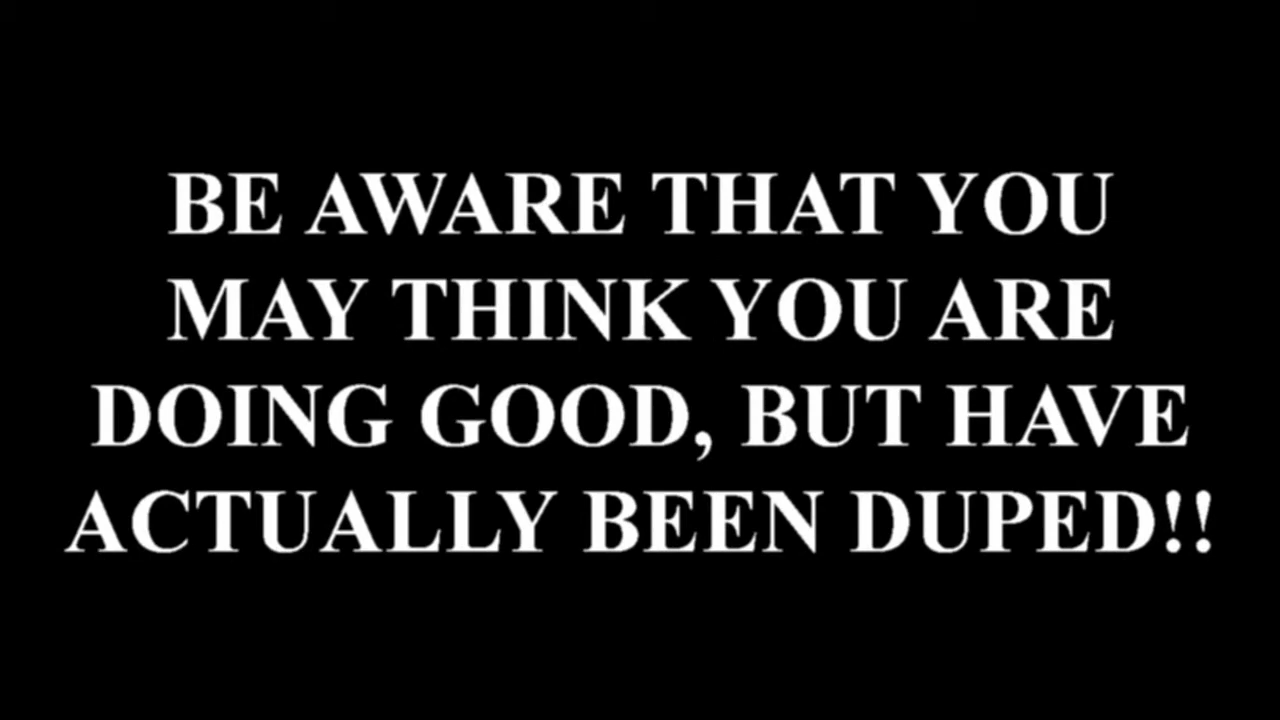 BE AWARE THAT YOU
MAY THINK YOU ARE
DOING GOOD, BUT HAVE
ACTUALLY BEEN DUPED!!